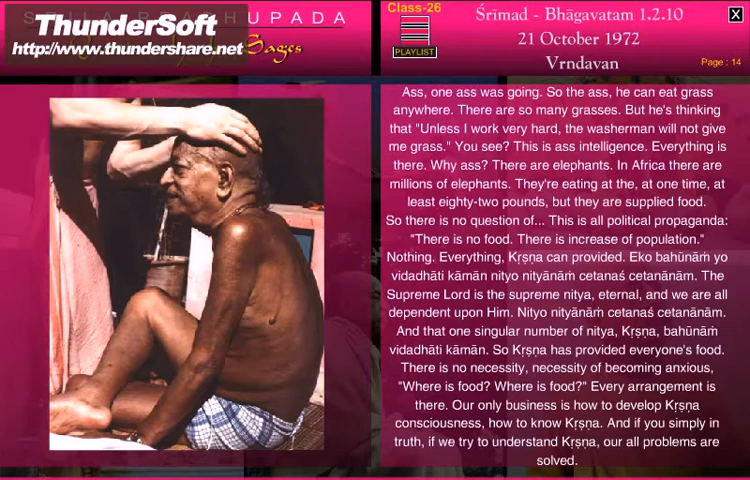 ThunderSoft
http://www.thundershare.net
HUPADA
Sages
Class-26
PLAYLIST
Śrīmad - Bhāgavatam 1.2.10
21 October 1972
Vrndavan
X
Page : 14
Ass, one ass was going. So the ass, he can eat grass
anywhere. There are so many grasses. But he's thinking
that "Unless I work very hard, the washerman will not give
me grass." You see? This is ass intelligence. Everything is
there. Why ass? There are elephants. In Africa there are
millions of elephants. They're eating at the, at one time, at
least eighty-two pounds, but they are supplied food.
So there is no question of... This is all political propaganda:
"There is no food. There is increase of population."
Nothing. Everything, Kṛṣṇa can provided. Eko bahūnāṁ yo
vidadhāti kāmān nityo nityānāṁ cetanaś cetanānām. The
Supreme Lord is the supreme nitya, eternal, and we are all
dependent upon Him. Nityo nityānāṁ cetanaś cetanānām.
And that one singular number of nitya, Kṛṣṇa, bahūnāṁ
vidadhāti kāmān. So Kṛṣṇa has provided everyone's food.
There is no necessity, necessity of becoming anxious,
"Where is food? Where is food?" Every arrangement is
there. Our only business is how to develop Kṛṣṇa
consciousness, how to know Kṛṣṇa. And if you simply in
truth, if we try to understand Kṛṣṇa, our all problems are
solved.